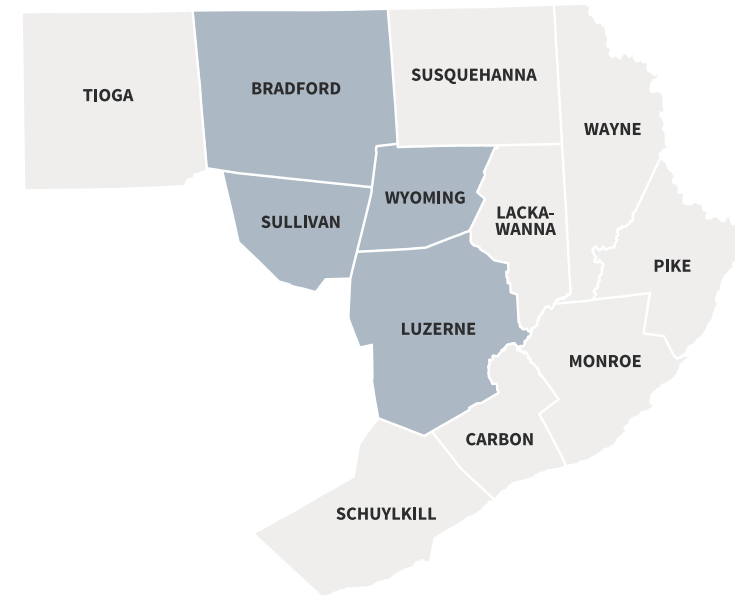 SUSQUEHANNA
BRADFORD
TIOGA
WAYNE
WYOMING
LACKA-
WANNA
SULLIVAN
PIKE
LUZERNE
MONROE
CARBON
SCHUYLKILL